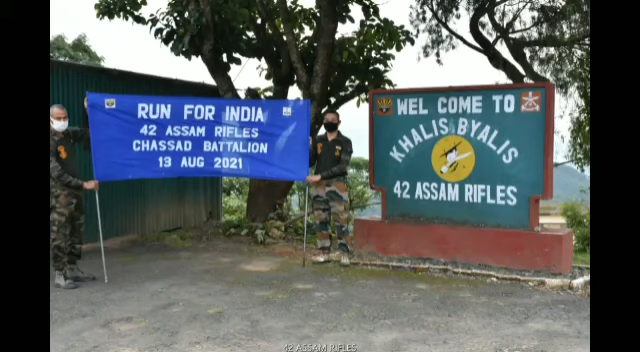 RUN FOR INDIA
42 ASSAM RIFLES
CHASSAD BATTALION
13 AUG 2021
WEL COME TO
KHALIS BYALIS
42 ASSAM RIFLES
42 ASSAM RIFLES